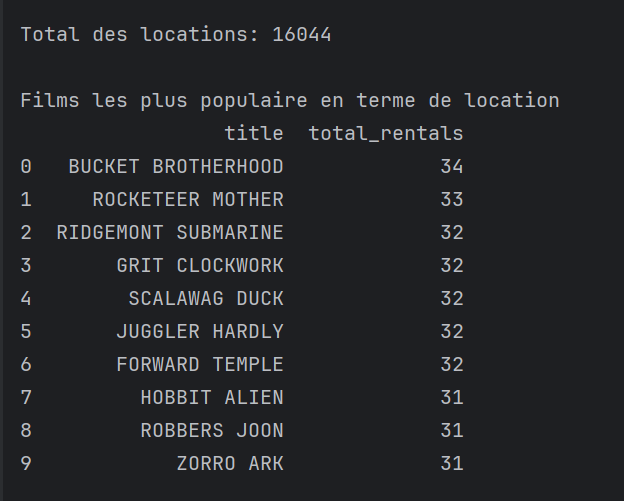 Total des locations: 16044
Films les plus populaire en terme de location
title total_rentals
0 BUCKET BROTHERHOOD 34
1 ROCKETEER MOTHER 33
2 RIDGEMONT SUBMARINE 32
3 GRIT CLOCKWORK 32
4 SCALAWAG DUCK 32
5 JUGGLER HARDLY 32
6 FORWARD TEMPLE 32
7 HOBBIT ALIEN 31
8 ROBBERS JOON 31
9 ZORRO ARK 31